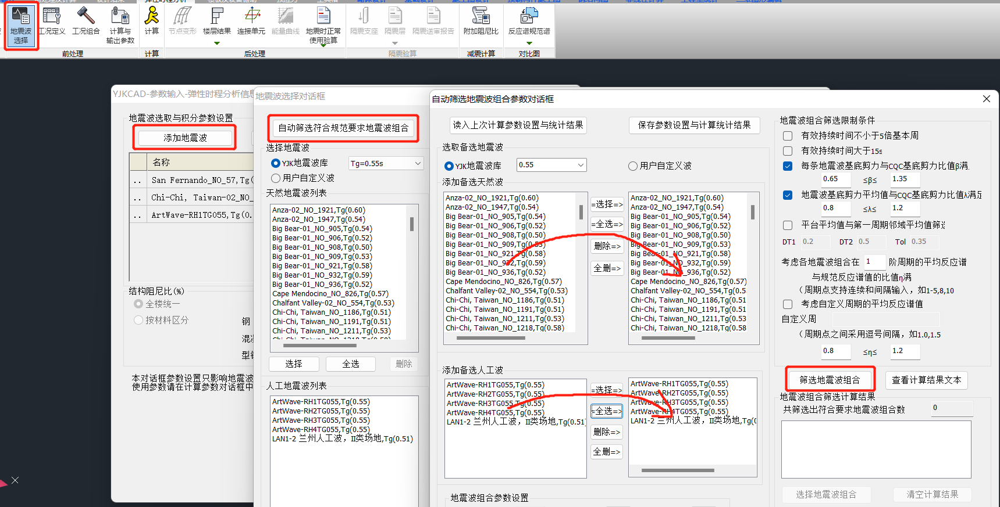 地震波
选择
工况定义
工况组合
计算与
输出参数
计算
节点变形
楼层结果
连接单元
能量曲线
地震时正常
使用验算
隔震支座
隔震层
隔震送审报告
附加阻尼比
反应谱规范谱
前处理
计算
后处理
隔震验算
减震计算
对比图
YJKCAD-参数输入-弹性时程分析信息
地震波选取与积分参数设置
添加地震波
名称
.. San Fernando_NO_57,Tg(
.. Chi-Chi, Taiwan-02_NO_
.. ArtWave-RH1TG055,Tg(0.
结构阻尼比(%)
全楼统一
按材料区分
钢
混凝
型钢
本对话框参数设置只影响地震波
使用参数请在计算参数对话框中
地震波选择对话框
自动筛选符合规范要求地震波组合
选择地震波
YJK地震波库
Tg=0.55s
用户自定义波
天然地震波列表
Anza-02_NO_1921,Tg(0.60)
Anza-02_NO_1947,Tg(0.54)
Big Bear-01_NO_905,Tg(0.54)
Big Bear-01_NO_906,Tg(0.52)
Big Bear-01_NO_908,Tg(0.50)
Big Bear-01_NO_909,Tg(0.53)
Big Bear-01_NO_921,Tg(0.58)
Big Bear-01_NO_932,Tg(0.59)
Big Bear-01_NO_936,Tg(0.52)
Cape Mendocino_NO_826,Tg(0.57)
Chalfant Valley-02_NO_554,Tg(0.53)
Chi-Chi, Taiwan_NO_1186,Tg(0.51)
Chi-Chi, Taiwan_NO_1191,Tg(0.51)
Chi-Chi, Taiwan_NO_1211,Tg(0.53)
Chi-Chi, Taiwan_NO_1218,Tg(0.58)
选择
全选
删除
人工地震波列表
ArtWave-RH1TG055,Tg(0.55)
ArtWave-RH2TG055,Tg(0.55)
ArtWave-RH3TG055,Tg(0.55)
ArtWave-RH4TG055,Tg(0.55)
LAN1-2 兰州人工波，II类场地,Tg(0.51)
自动筛选地震波组合参数对话框
读入上次计算参数设置与统计结果
保存参数设置与计算统计结果
选取备选地震波
YJK地震波库
0.55
用户自定义波
添加备选天然波
Anza-02_NO_1921,Tg(0.60)
Anza-02_NO_1947,Tg(0.54)
Big Bear-01_NO_905,Tg(0.54)
Big Bear-01_NO_906,Tg(0.52)
Big Bear-01_NO_908,Tg(0.50)
Big Bear-01_NO_909,Tg(0.53)
Big Bear-01_NO_921,Tg(0.58)
Big Bear-01_NO_932,Tg(0.59)
Big Bear-01_NO_936,Tg(0.52)
Cape Mendocino_NO_826,Tg(0.57)
Chalfant Valley-02_NO_554,Tg(0.53)
Chi-Chi, Taiwan_NO_1186,Tg(0.51)
Chi-Chi, Taiwan_NO_1191,Tg(0.51)
Chi-Chi, Taiwan_NO_1211,Tg(0.53)
Chi-Chi, Taiwan_NO_1218,Tg(0.58)
=选择=>
=全选=>
删除=>
全删=>
Anza-02_NO_1921,Tg(0.60)
Anza-02_NO_1947,Tg(0.54)
Big Bear-01_NO_905,Tg(0.54)
Big Bear-01_NO_906,Tg(0.52)
Big Bear-01_NO_908,Tg(0.50)
Big Bear-01_NO_909,Tg(0.53)
Big Bear-01_NO_921,Tg(0.58)
Big Bear-01_NO_932,Tg(0.59)
Big Bear-01_NO_936,Tg(0.52)
Cape Mendocino_NO_826,Tg(0.57)
Chalfant Valley-02_NO_554,Tg(0.5
Chi-Chi, Taiwan_NO_1186,Tg(0.51
Chi-Chi, Taiwan_NO_1191,Tg(0.51
Chi-Chi, Taiwan_NO_1211,Tg(0.53
Chi-Chi, Taiwan_NO_1218,Tg(0.58
添加备选人工波
ArtWave-RH1TG055,Tg(0.55)
ArtWave-RH2TG055,Tg(0.55)
ArtWave-RH3TG055,Tg(0.55)
ArtWave-RH4TG055,Tg(0.55)
LAN1-2 兰州人工波，II类场地,Tg(0.51)
=选择=>
=全选=>
删除=>
全删=>
ArtWave-RH1TG055,Tg(0.55)
ArtWave-RH2TG055,Tg(0.55)
ArtWave-RH3TG055,Tg(0.55)
ArtWave-RH4TG055,Tg(0.55)
LAN1-2 兰州人工波，II类场地,Tg(0
地震波组合参数设置
地震波组合筛选限制条件
有效持续时间不小于5倍基本周
有效持续时间大于15s
每条地震波基底剪力与CQC基底剪力比值β满
0.65 ≤β≤ 1.35
地震波基底剪力平均值与CQC基底剪力比值λ满足
0.8 ≤λ≤ 1.2
平台平均值与第一周期邻域平均值筛选
DT1 0.2 DT2 0.5 Tol 0.35
考虑各地震波组合在 1 阶周期的平均反应谱
与规范反应谱值的比值η满
（周期点支持连续和间隔输入，如1-5,8,10
考虑自定义周期的平均反应谱值
自定义周
（周期点之间采用逗号间隔，如1.0,1.5
0.8 ≤η≤ 1.2
筛选地震波组合
查看计算结果文本
地震波组合筛选计算结果
共筛选出符合要求地震波组合数 0
选择地震波组合
清空计算结果